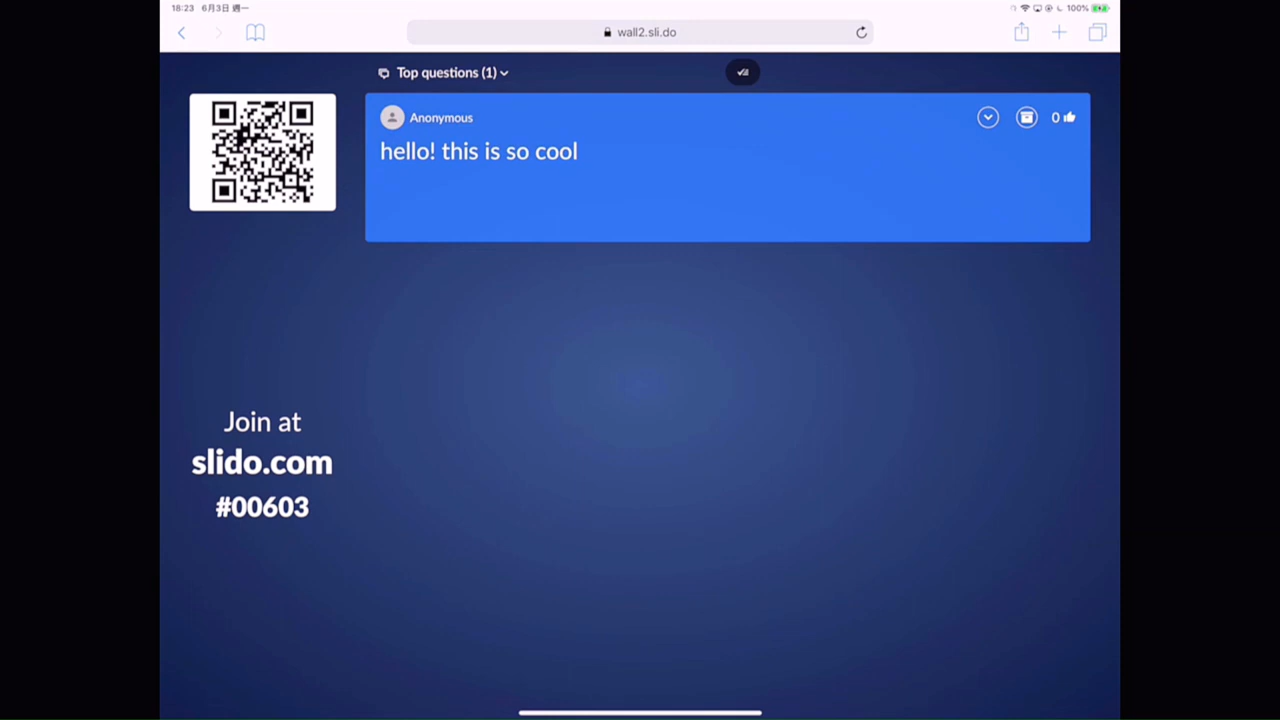 18:23 6月3日 週一
100%
wall2.sli.do
Top questions (1)
Anonymous
0
hello! this is so cool
Join at
slido.com
#00603